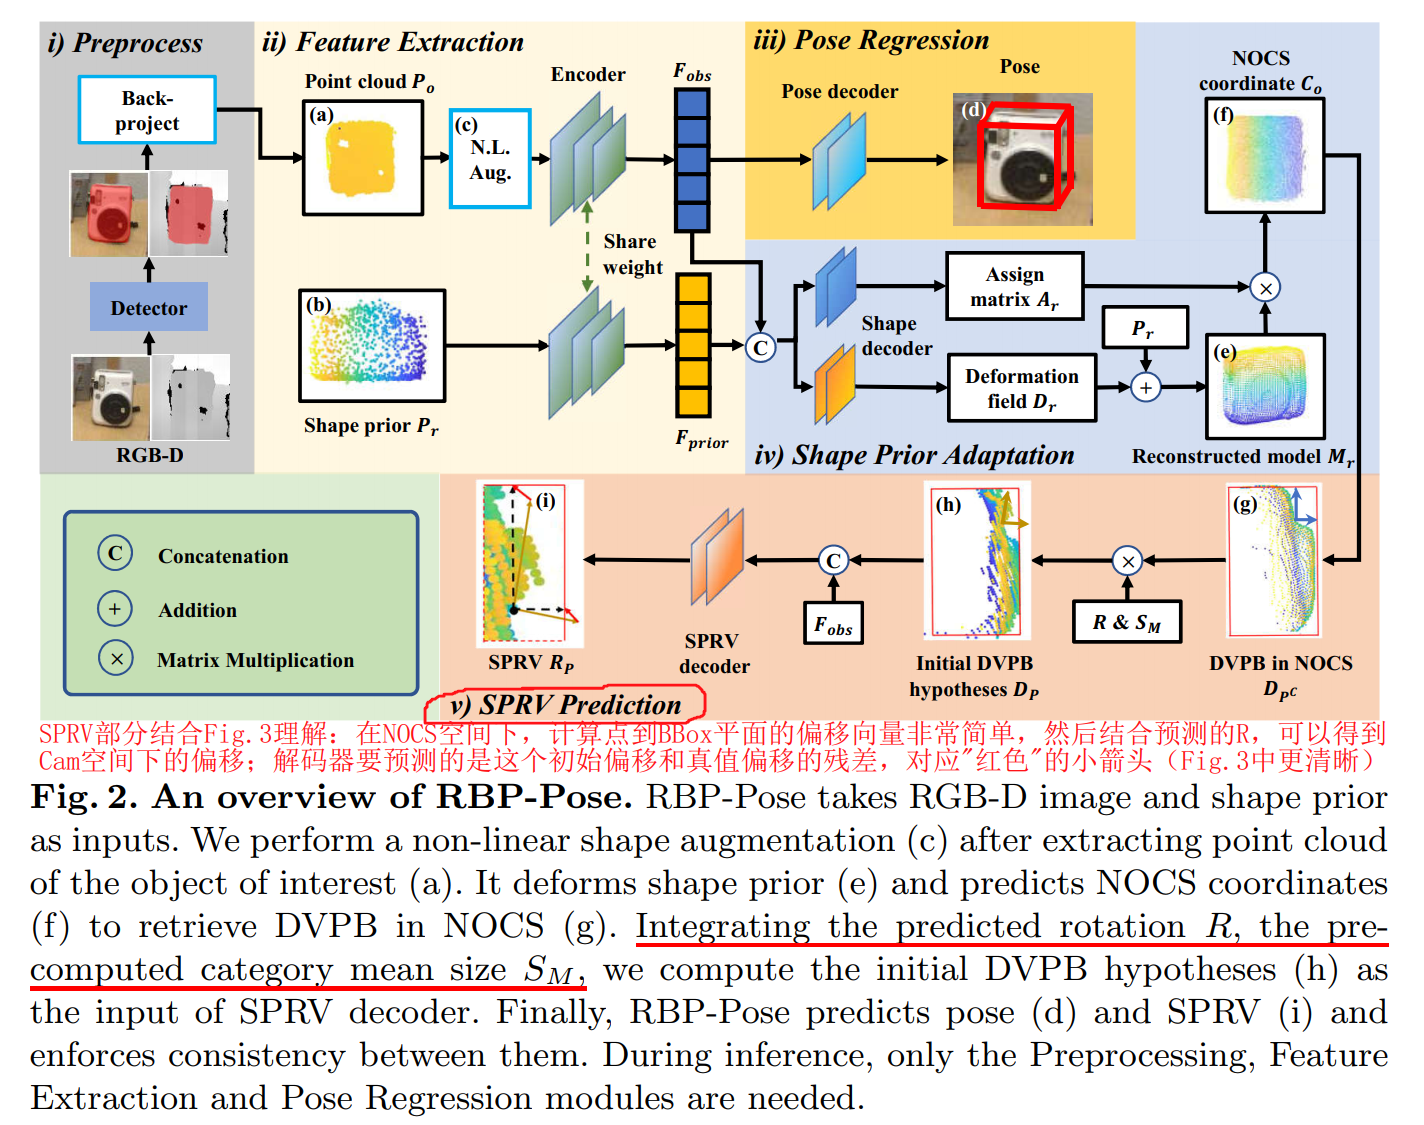 i) Preprocess
Back-
project
Detector
RGB-D
ii) Feature Extraction
Point cloud Pₒ
(a)
(c)
N.L.
Aug.
Encoder
F_obs
Share
weight
(b)
Shape prior P_r
F_prior
iii) Pose Regression
Pose decoder
Pose
(d)
NOCS
coordinate Cₒ
(f)
C
Shape
decoder
Assign
matrix A_r
×
Deformation
field D_r
P_r
+
(e)
iv) Shape Prior Adaptation
Reconstructed model M_r
C Concatenation
+ Addition
× Matrix Multiplication
(i)
SPRV R_P
SPRV
decoder
C
F_obs
(h)
Initial DVPB
hypotheses D_P
×
R & S_M
(g)
DVPB in NOCS
D_{P^C}
v) SPRV Prediction
SPRV部分结合Fig.3理解：在NOCS空间下，计算点到BBox平面的偏移向量非常简单，然后结合预测的R，可以得到
Cam空间下的偏移；解码器要预测的是这个初始偏移和真值偏移的残差，对应"红色"的小箭头（Fig.3中更清晰）
Fig. 2. An overview of RBP-Pose. RBP-Pose takes RGB-D image and shape prior
as inputs. We perform a non-linear shape augmentation (c) after extracting point cloud
of the object of interest (a). It deforms shape prior (e) and predicts NOCS coordinates
(f) to retrieve DVPB in NOCS (g). Integrating the predicted rotation R, the pre-
computed category mean size S_M, we compute the initial DVPB hypotheses (h) as
the input of SPRV decoder. Finally, RBP-Pose predicts pose (d) and SPRV (i) and
enforces consistency between them. During inference, only the Preprocessing, Feature
Extraction and Pose Regression modules are needed.